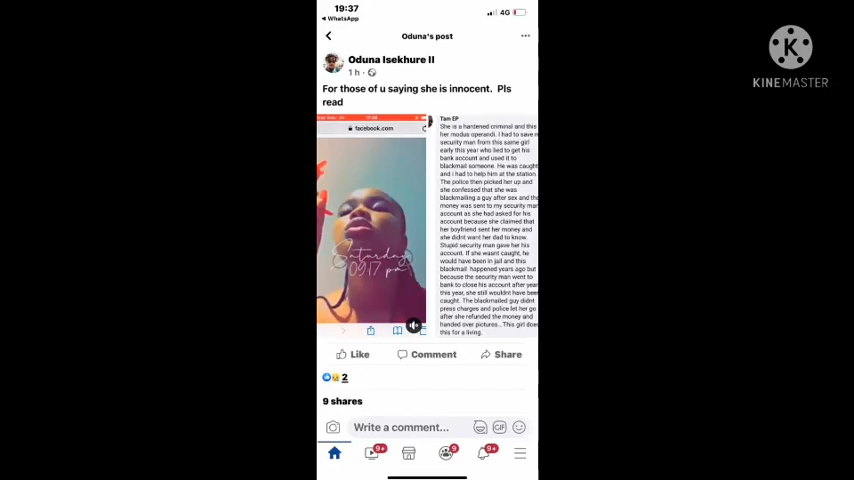 19:37
WhatsApp
4G
Oduna's post
Oduna Isekhure II
1 h
For those of u saying she is innocent. Pls
read
facebook.com
Saturday
09:17 pm
Tam EP
She is a hardened criminal and this
her modus operandi. I had to save
security man from this same girl
early this year who lied to get his
bank account and used it to
blackmail someone. He was caught
and i had to help him at the station.
The police then picked her up and
she confessed that she was
blackmailing a guy after sex and the
money was sent to my security man
account as she had asked for his
account because she claimed that
her boyfriend sent her money and
she didnt want her dad to know.
Stupid security man gave her his
account. If she wasnt caught, he
would have been in jail and this
blackmail happened years ago but
because the security man went to
bank to close his account after year
this year, she still wouldnt have been
caught. The blackmailed guy didnt
press charges and police let her go
after she refunded the money and
handed over pictures... This girl does
this for a living.
Like
Comment
Share
2
9 shares
Write a comment...
GIF
9+
9
9+
K
KINEMASTER